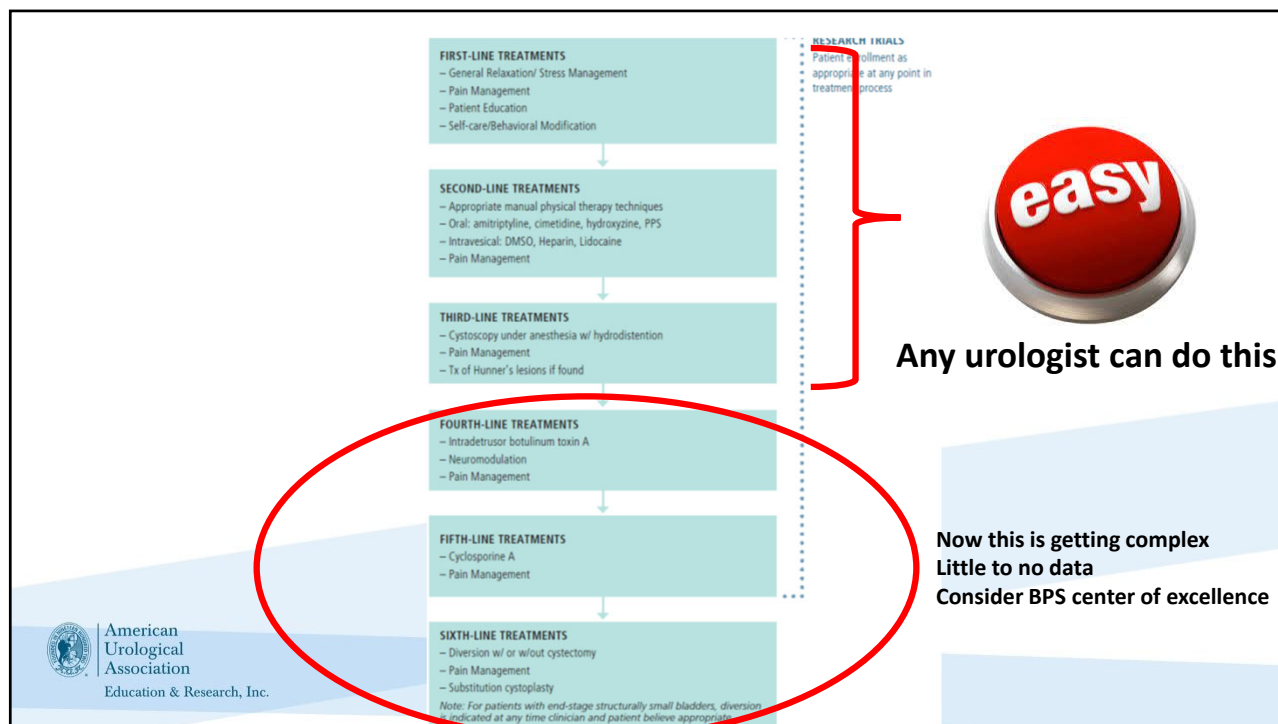 FIRST-LINE TREATMENTS
– General Relaxation/ Stress Management
– Pain Management
– Patient Education
– Self-care/Behavioral Modification
RESEARCH TRIALS
Patient enrollment as
appropriate at any point in
treatment process
SECOND-LINE TREATMENTS
– Appropriate manual physical therapy techniques
– Oral: amitriptyline, cimetidine, hydroxyzine, PPS
– Intravesical: DMSO, Heparin, Lidocaine
– Pain Management
easy
THIRD-LINE TREATMENTS
– Cystoscopy under anesthesia w/ hydrodistention
– Pain Management
– Tx of Hunner's lesions if found
Any urologist can do this
FOURTH-LINE TREATMENTS
– Intradetrusor botulinum toxin A
– Neuromodulation
– Pain Management
FIFTH-LINE TREATMENTS
– Cyclosporine A
– Pain Management
Now this is getting complex
Little to no data
Consider BPS center of excellence
SIXTH-LINE TREATMENTS
– Diversion w/ or w/out cystectomy
– Pain Management
– Substitution cystoplasty
Note: For patients with end-stage structurally small bladders, diversion
is indicated at any time clinician and patient believe appropriate
American
Urological
Association
Education & Research, Inc.